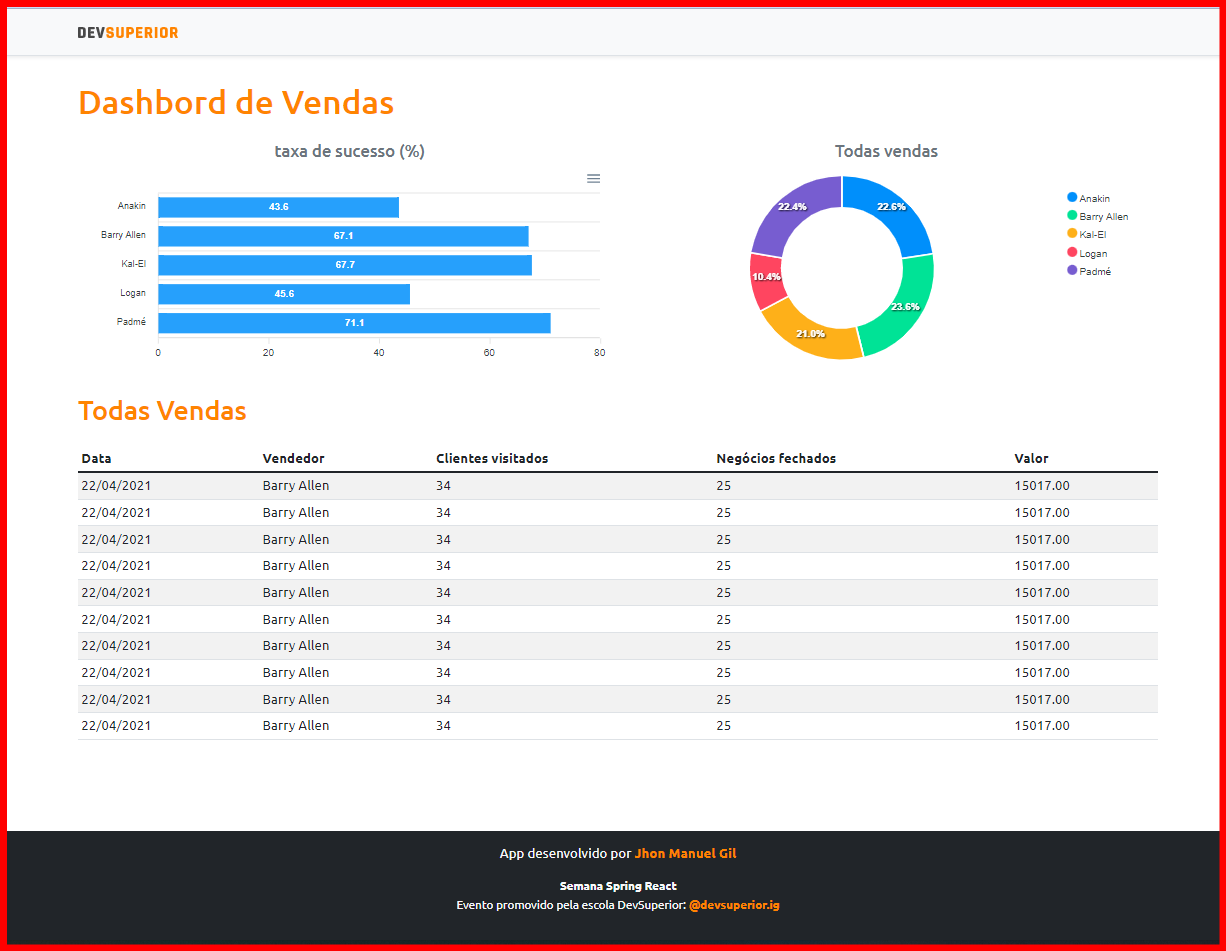 DEVSUPERIOR
Dashbord de Vendas
taxa de sucesso (%)
Anakin 43.6
Barry Allen 67.1
Kal-El 67.7
Logan 45.6
Padmé 71.1
0 20 40 60 80
Todas vendas
22.4% 22.6%
10.4%
23.6%
21.0%
Anakin
Barry Allen
Kal-El
Logan
Padmé
Todas Vendas
Data Vendedor Clientes visitados Negócios fechados Valor
22/04/2021 Barry Allen 34 25 15017.00
22/04/2021 Barry Allen 34 25 15017.00
22/04/2021 Barry Allen 34 25 15017.00
22/04/2021 Barry Allen 34 25 15017.00
22/04/2021 Barry Allen 34 25 15017.00
22/04/2021 Barry Allen 34 25 15017.00
22/04/2021 Barry Allen 34 25 15017.00
22/04/2021 Barry Allen 34 25 15017.00
22/04/2021 Barry Allen 34 25 15017.00
22/04/2021 Barry Allen 34 25 15017.00
App desenvolvido por Jhon Manuel Gil
Semana Spring React
Evento promovido pela escola DevSuperior: @devsuperior.ig